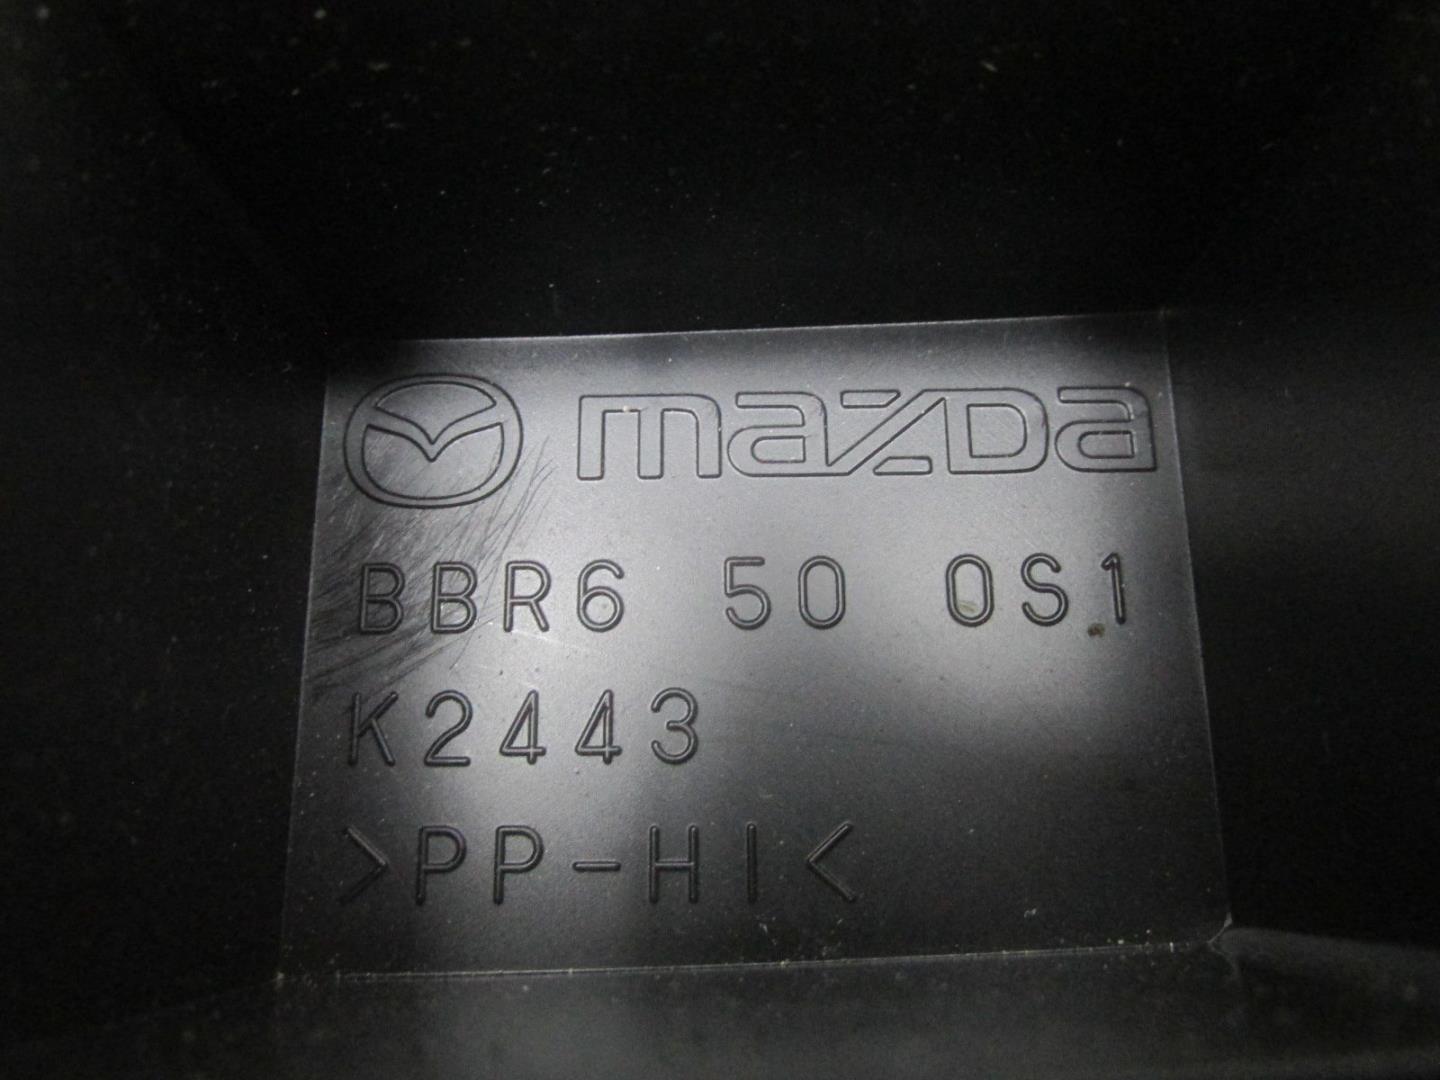 mazda
BBR6 50 0S1
K2443
>PP-HI<